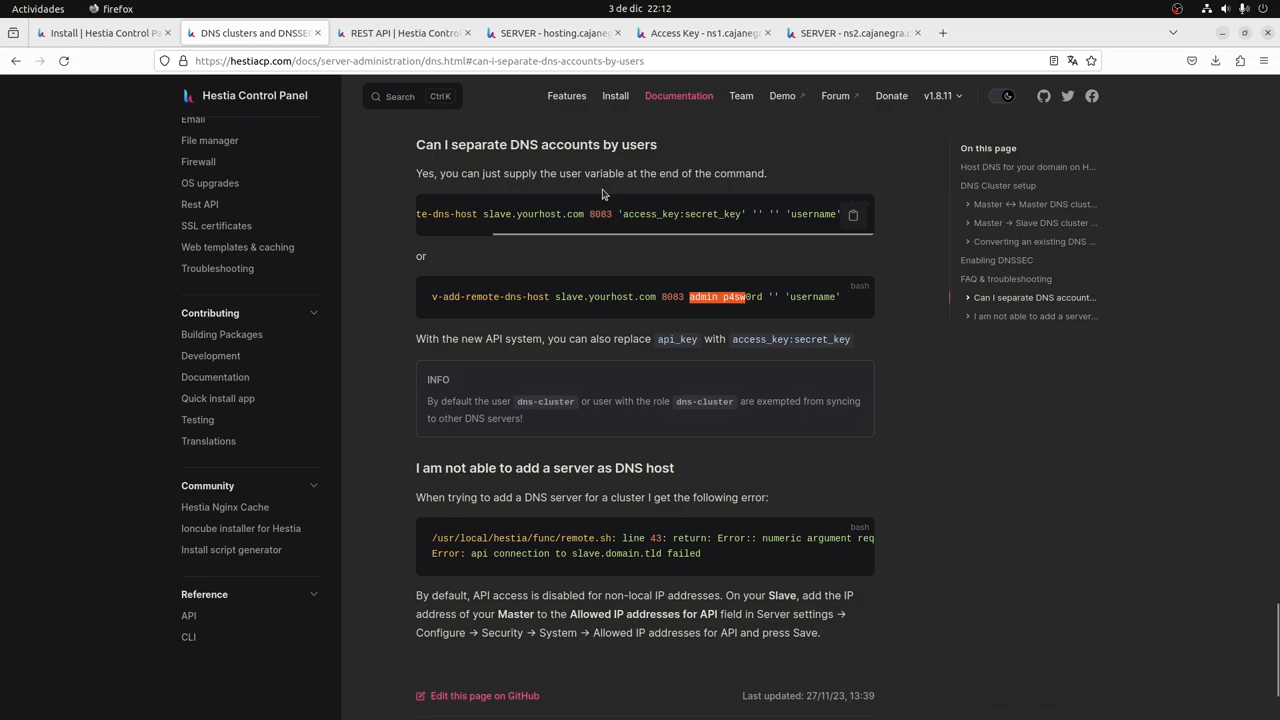 Actividades
firefox
3 de dic 22:12
Install | Hestia Control Pa
DNS clusters and DNSSEC
REST API | Hestia Control
SERVER - hosting.cajaneg
Access Key - ns1.cajanegr
SERVER - ns2.cajanegra.c
https://hestiacp.com/docs/server-administration/dns.html#can-i-separate-dns-accounts-by-users
Hestia Control Panel
Search Ctrl K
Features
Install
Documentation
Team
Demo
Forum
Donate
v1.8.11
Email
File manager
Firewall
OS upgrades
Rest API
SSL certificates
Web templates & caching
Troubleshooting
Contributing
Building Packages
Development
Documentation
Quick install app
Testing
Translations
Community
Hestia Nginx Cache
Ioncube installer for Hestia
Install script generator
Reference
API
CLI
Can I separate DNS accounts by users
Yes, you can just supply the user variable at the end of the command.
te-dns-host slave.yourhost.com 8083 'access_key:secret_key' '' '' 'username'
or
bash
v-add-remote-dns-host slave.yourhost.com 8083 admin p4sw0rd '' 'username'
With the new API system, you can also replace api_key with access_key:secret_key
INFO
By default the user dns-cluster or user with the role dns-cluster are exempted from syncing
to other DNS servers!
I am not able to add a server as DNS host
When trying to add a DNS server for a cluster I get the following error:
bash
/usr/local/hestia/func/remote.sh: line 43: return: Error:: numeric argument req
Error: api connection to slave.domain.tld failed
By default, API access is disabled for non-local IP addresses. On your Slave, add the IP
address of your Master to the Allowed IP addresses for API field in Server settings →
Configure → Security → System → Allowed IP addresses for API and press Save.
Edit this page on GitHub
Last updated: 27/11/23, 13:39
On this page
Host DNS for your domain on H...
DNS Cluster setup
Master <-> Master DNS clust...
Master -> Slave DNS cluster ...
Converting an existing DNS ...
Enabling DNSSEC
FAQ & troubleshooting
Can I separate DNS account...
I am not able to add a server...